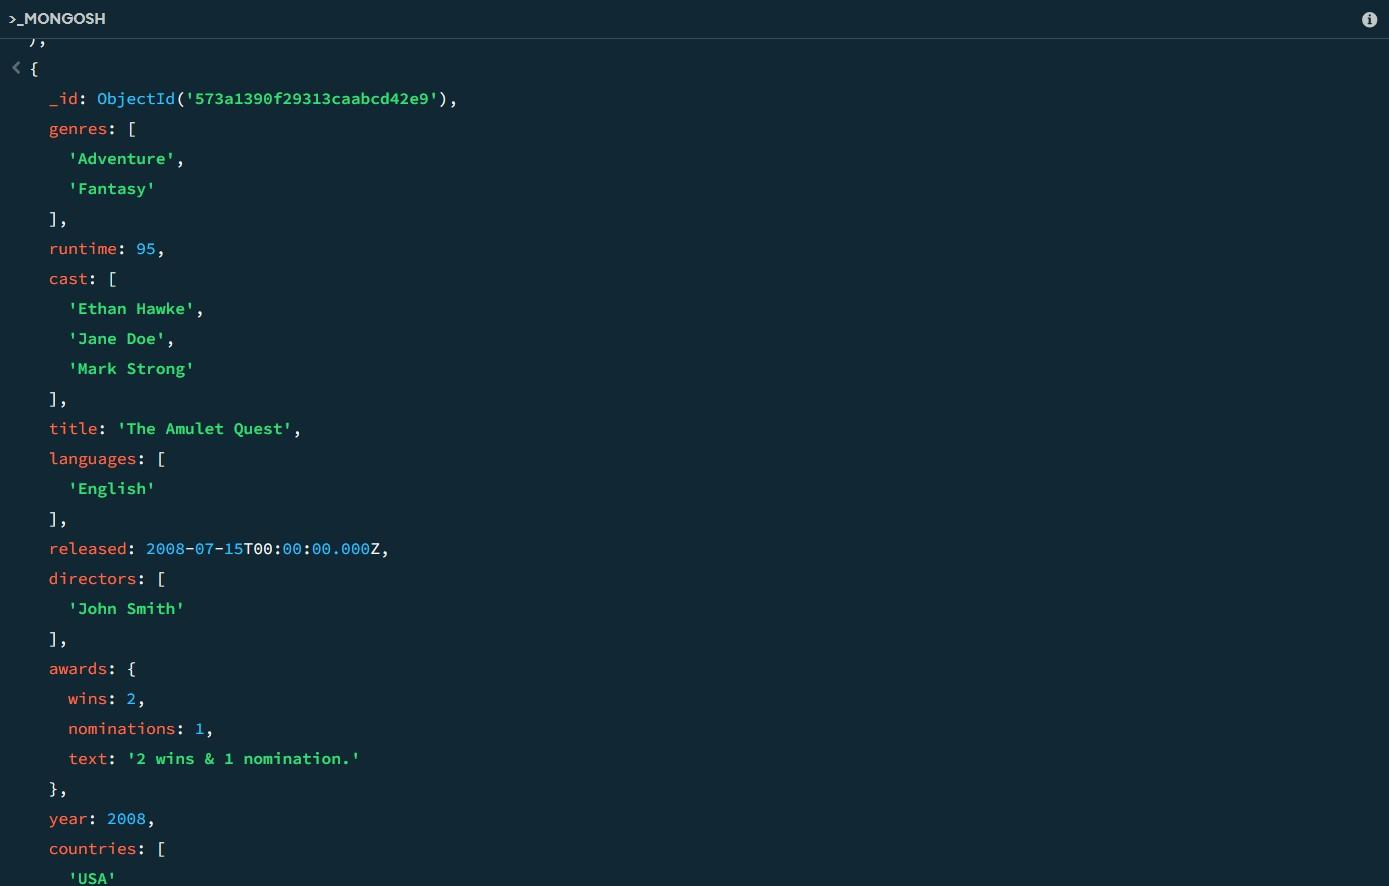 >_MONGOSH
),
{
_id: ObjectId('573a1390f29313caabcd42e9'),
genres: [
'Adventure',
'Fantasy'
],
runtime: 95,
cast: [
'Ethan Hawke',
'Jane Doe',
'Mark Strong'
],
title: 'The Amulet Quest',
languages: [
'English'
],
released: 2008-07-15T00:00:00.000Z,
directors: [
'John Smith'
],
awards: {
wins: 2,
nominations: 1,
text: '2 wins & 1 nomination.'
},
year: 2008,
countries: [
'USA'